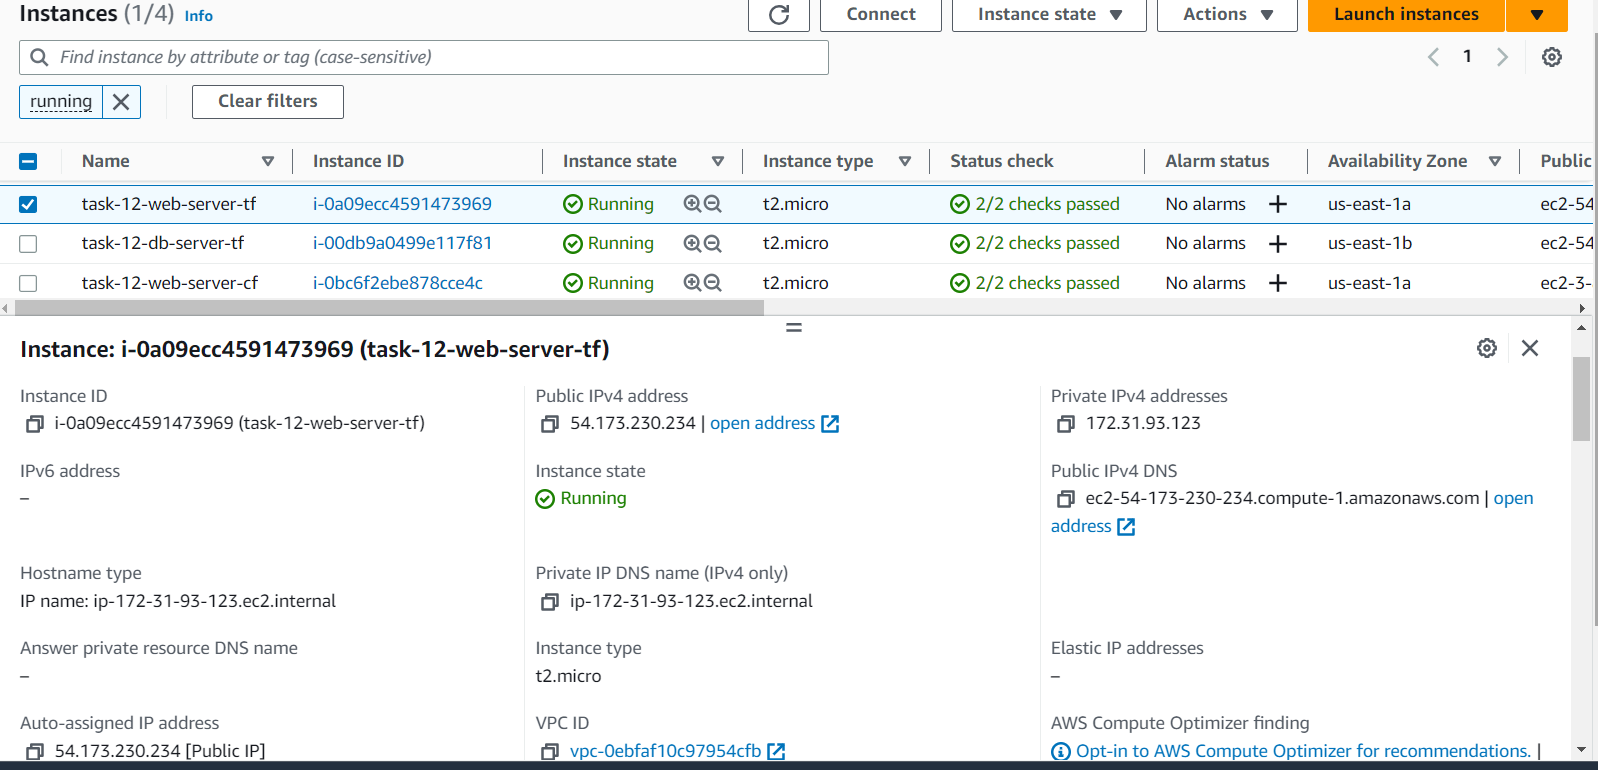 Instances (1/4) Info
Connect
Instance state
Actions
Launch instances
Find instance by attribute or tag (case-sensitive)
1
running
Clear filters
Name Instance ID Instance state Instance type Status check Alarm status Availability Zone Public
task-12-web-server-tf i-0a09ecc4591473969 Running t2.micro 2/2 checks passed No alarms us-east-1a ec2-54
task-12-db-server-tf i-00db9a0499e117f81 Running t2.micro 2/2 checks passed No alarms us-east-1b ec2-54
task-12-web-server-cf i-0bc6f2ebe878cce4c Running t2.micro 2/2 checks passed No alarms us-east-1a ec2-3-
Instance: i-0a09ecc4591473969 (task-12-web-server-tf)
Instance ID
i-0a09ecc4591473969 (task-12-web-server-tf)
Public IPv4 address
54.173.230.234 | open address
Private IPv4 addresses
172.31.93.123
IPv6 address
–
Instance state
Running
Public IPv4 DNS
ec2-54-173-230-234.compute-1.amazonaws.com | open
address
Hostname type
IP name: ip-172-31-93-123.ec2.internal
Private IP DNS name (IPv4 only)
ip-172-31-93-123.ec2.internal
Answer private resource DNS name
–
Instance type
t2.micro
Elastic IP addresses
–
Auto-assigned IP address
54.173.230.234 [Public IP]
VPC ID
vpc-0ebfaf10c97954cfb
AWS Compute Optimizer finding
Opt-in to AWS Compute Optimizer for recommendations. |